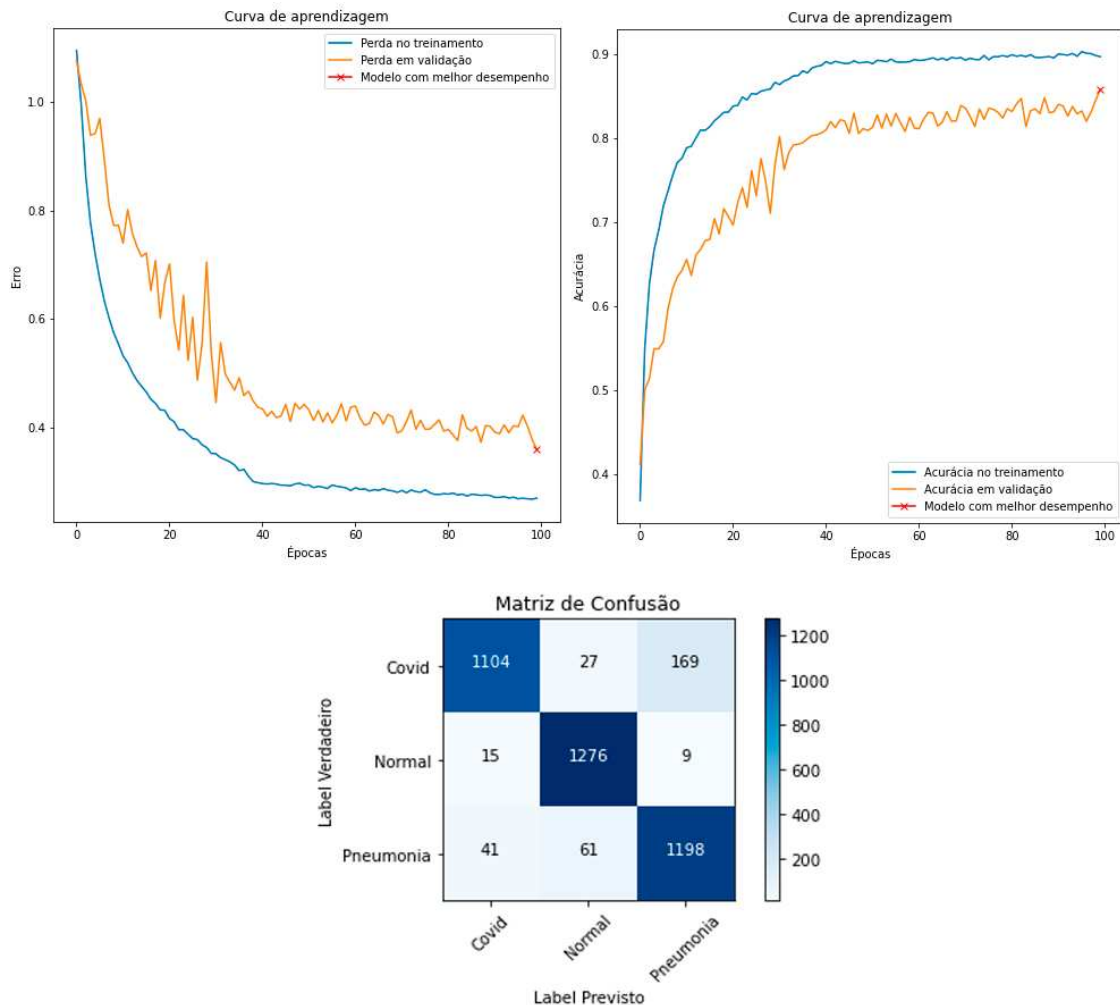 Curva de aprendizagem
Perda no treinamento
Perda em validação
Modelo com melhor desempenho
1.0
0.8
0.6
0.4
Erro
0 20 40 60 80 100
Épocas
Curva de aprendizagem
0.9
0.8
0.7
0.6
0.5
0.4
Acurácia
Acurácia no treinamento
Acurácia em validação
Modelo com melhor desempenho
0 20 40 60 80 100
Épocas
Matriz de Confusão
Label Verdadeiro
Covid 1104 27 169
Normal 15 1276 9
Pneumonia 41 61 1198
Covid Normal Pneumonia
Label Previsto
1200
1000
800
600
400
200